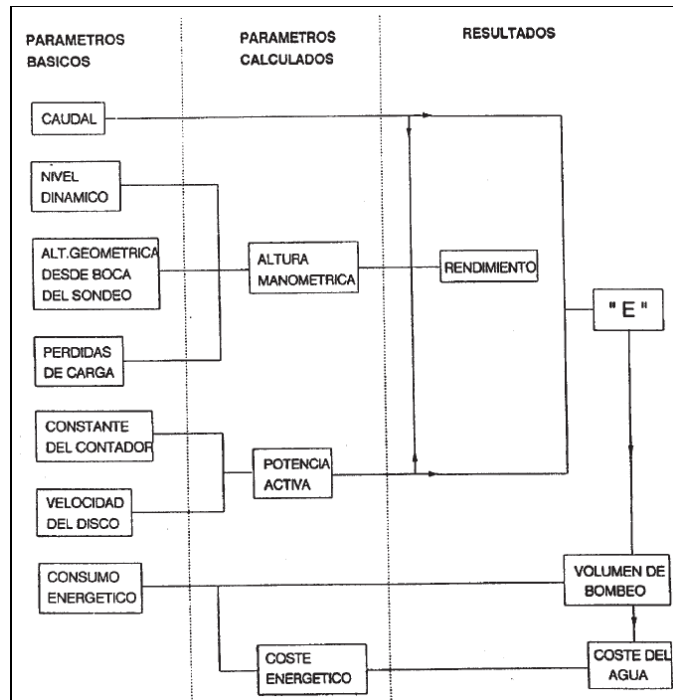 PARAMETROS
BASICOS
PARAMETROS
CALCULADOS
RESULTADOS
CAUDAL
NIVEL
DINAMICO
ALT.GEOMETRICA
DESDE BOCA
DEL SONDEO
ALTURA
MANOMETRICA
RENDIMIENTO
"E"
PERDIDAS
DE CARGA
CONSTANTE
DEL CONTADOR
POTENCIA
ACTIVA
VELOCIDAD
DEL DISCO
CONSUMO
ENERGETICO
VOLUMEN DE
BOMBEO
COSTE
ENERGETICO
COSTE DEL
AGUA